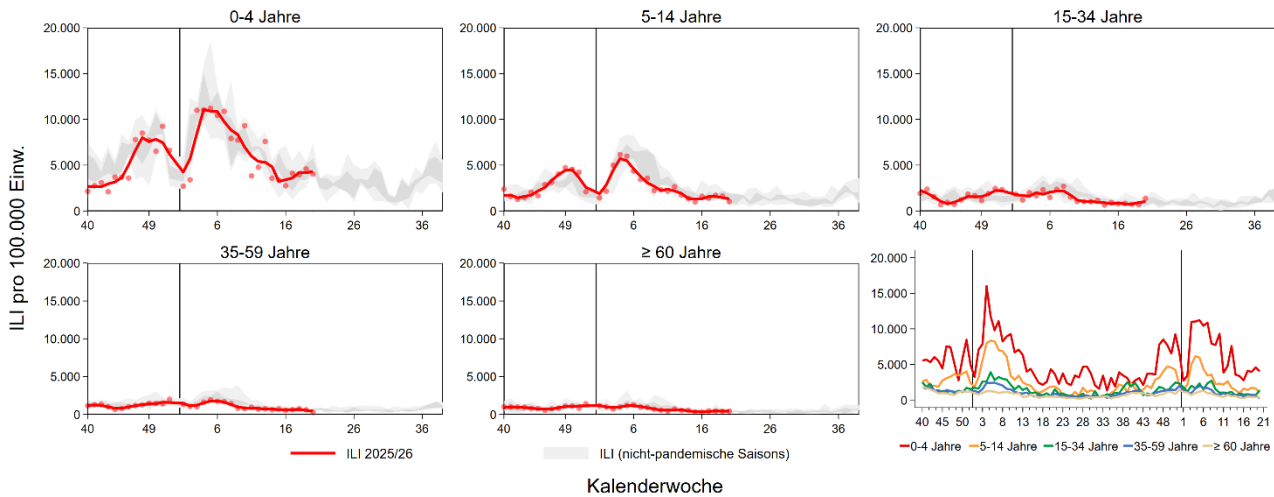 0-4 Jahre
20.000
15.000
10.000
5.000
0
40 49 6 16 26 36
5-14 Jahre
20.000
15.000
10.000
5.000
0
40 49 6 16 26 36
15-34 Jahre
20.000
15.000
10.000
5.000
0
40 49 6 16 26 36
ILI pro 100.000 Einw.
35-59 Jahre
20.000
15.000
10.000
5.000
0
40 49 6 16 26 36
≥ 60 Jahre
20.000
15.000
10.000
5.000
0
40 49 6 16 26 36
20.000
15.000
10.000
5.000
0
40 45 50 3 8 13 18 23 28 33 38 43 48 1 6 11 16 21
0-4 Jahre 5-14 Jahre 15-34 Jahre 35-59 Jahre ≥ 60 Jahre
ILI 2025/26 ILI (nicht-pandemische Saisons)
Kalenderwoche